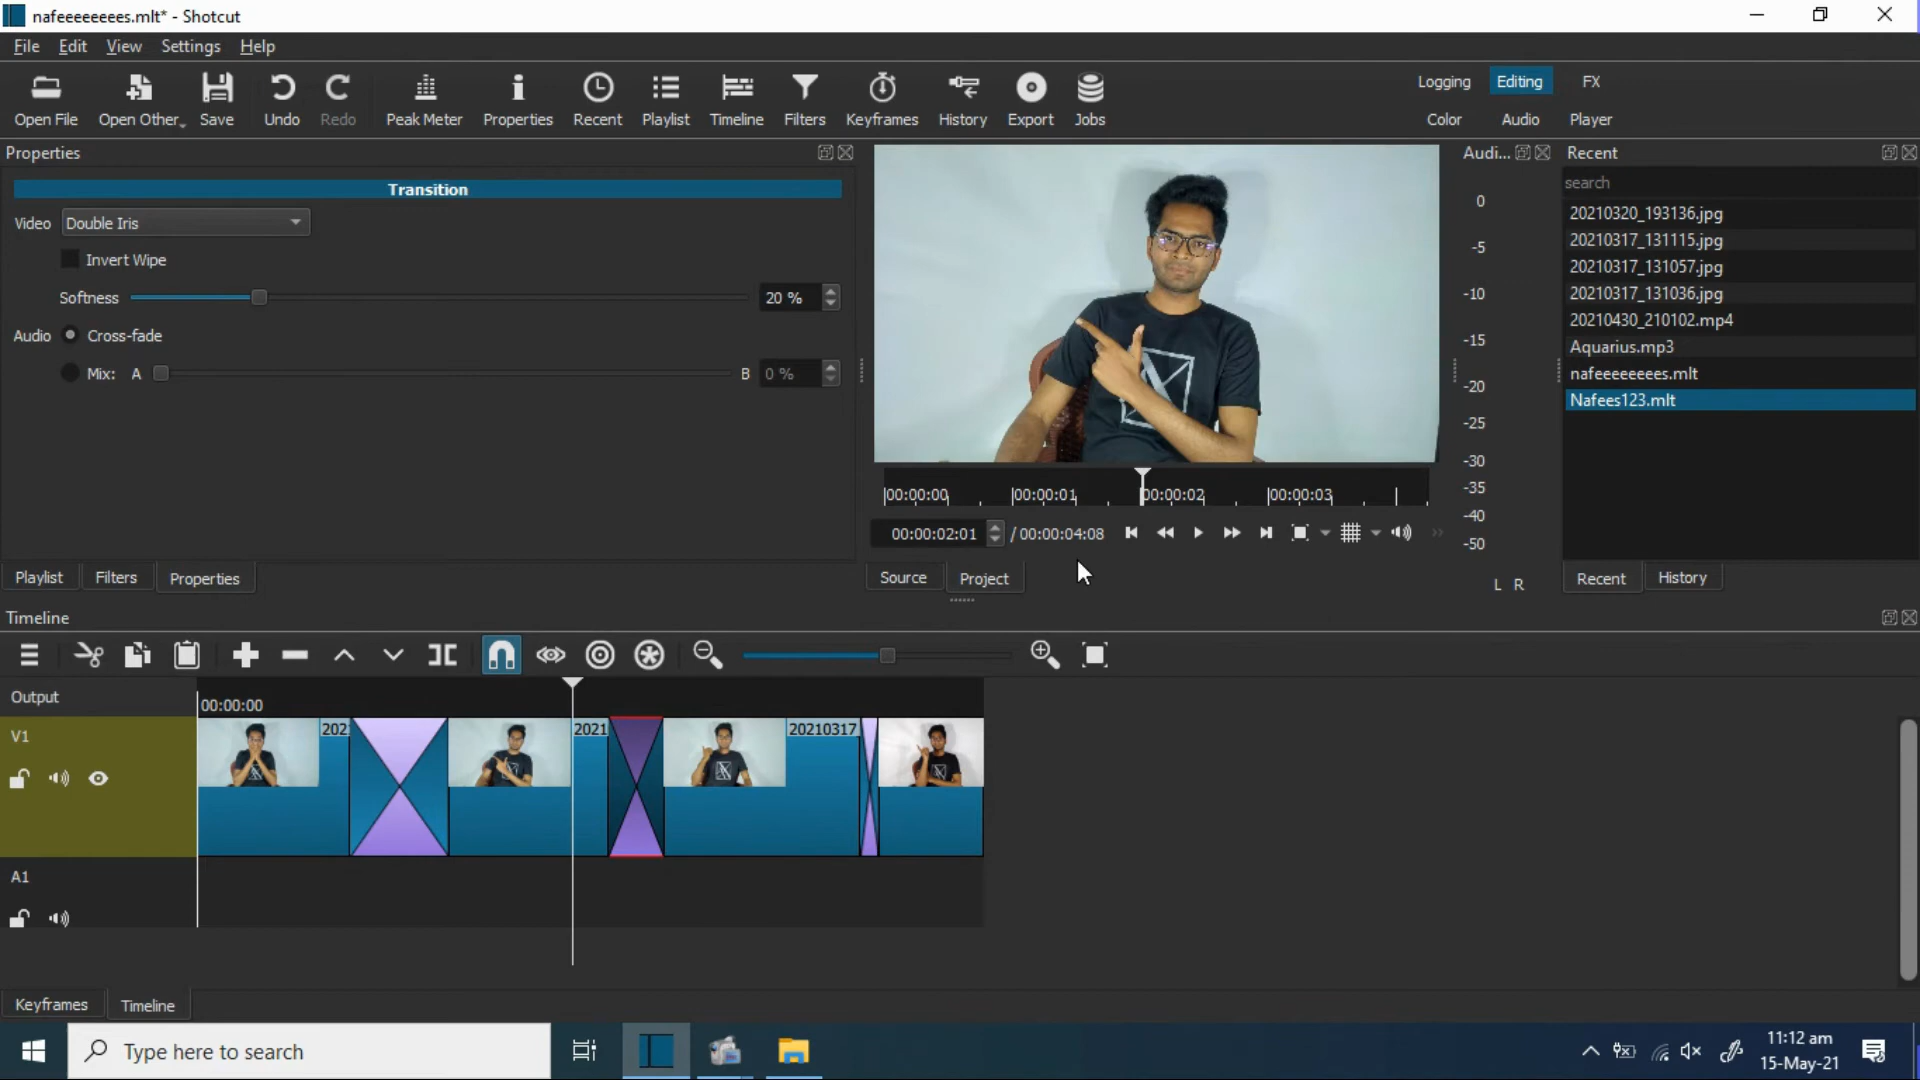 nafeeeeeeees.mlt* - Shotcut
File Edit View Settings Help
Open File Open Other Save Undo Redo Peak Meter Properties Recent Playlist Timeline Filters Keyframes History Export Jobs
Logging Editing FX
Color Audio Player
Properties
Transition
Video Double Iris
Invert Wipe
Softness 20 %
Audio Cross-fade
Mix: A B 0 %
Playlist Filters Properties
00:00:00 00:00:01 00:00:02 00:00:03
00:00:02:01 / 00:00:04:08
Source Project
Audi...
0
-5
-10
-15
-20
-25
-30
-35
-40
-50
L R
Recent
search
20210320_193136.jpg
20210317_131115.jpg
20210317_131057.jpg
20210317_131036.jpg
20210430_210102.mp4
Aquarius.mp3
nafeeeeeeees.mlt
Nafees123.mlt
Recent History
Timeline
Output 00:00:00
V1 202 2021 20210317
A1
Keyframes Timeline
Type here to search
11:12 am
15-May-21